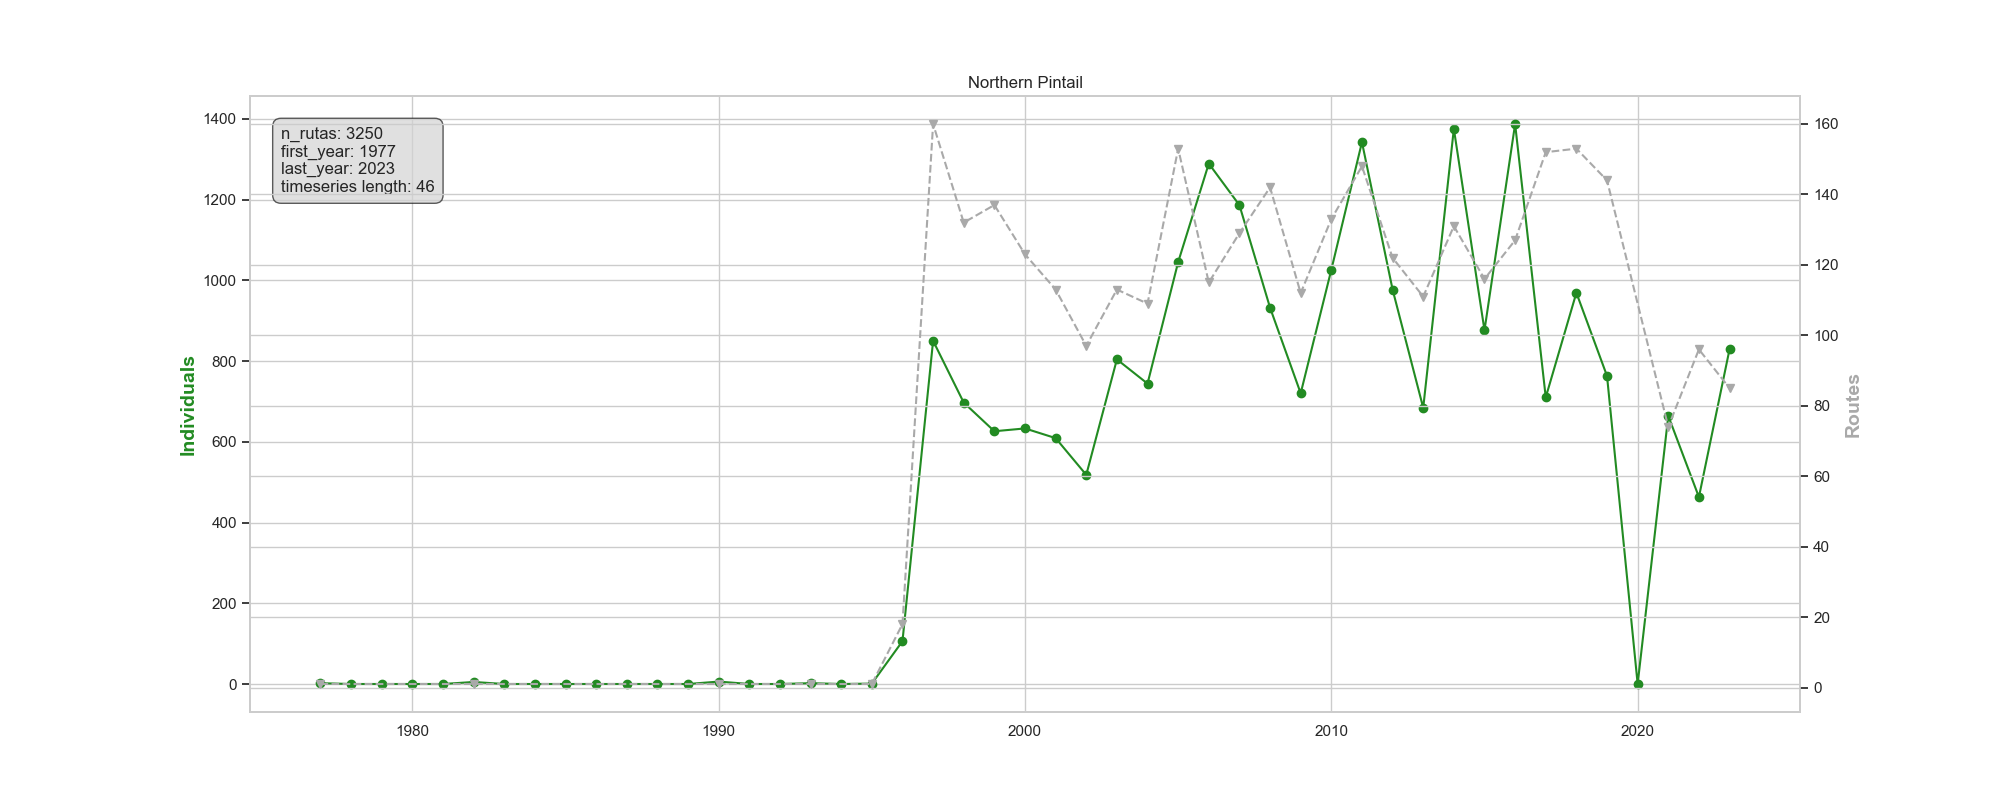 Northern Pintail
n_rutas: 3250
first_year: 1977
last_year: 2023
timeseries length: 46
1400
1200
1000
800
600
400
200
0
Individuals
160
140
120
100
80
60
40
20
0
Routes
1980 1990 2000 2010 2020